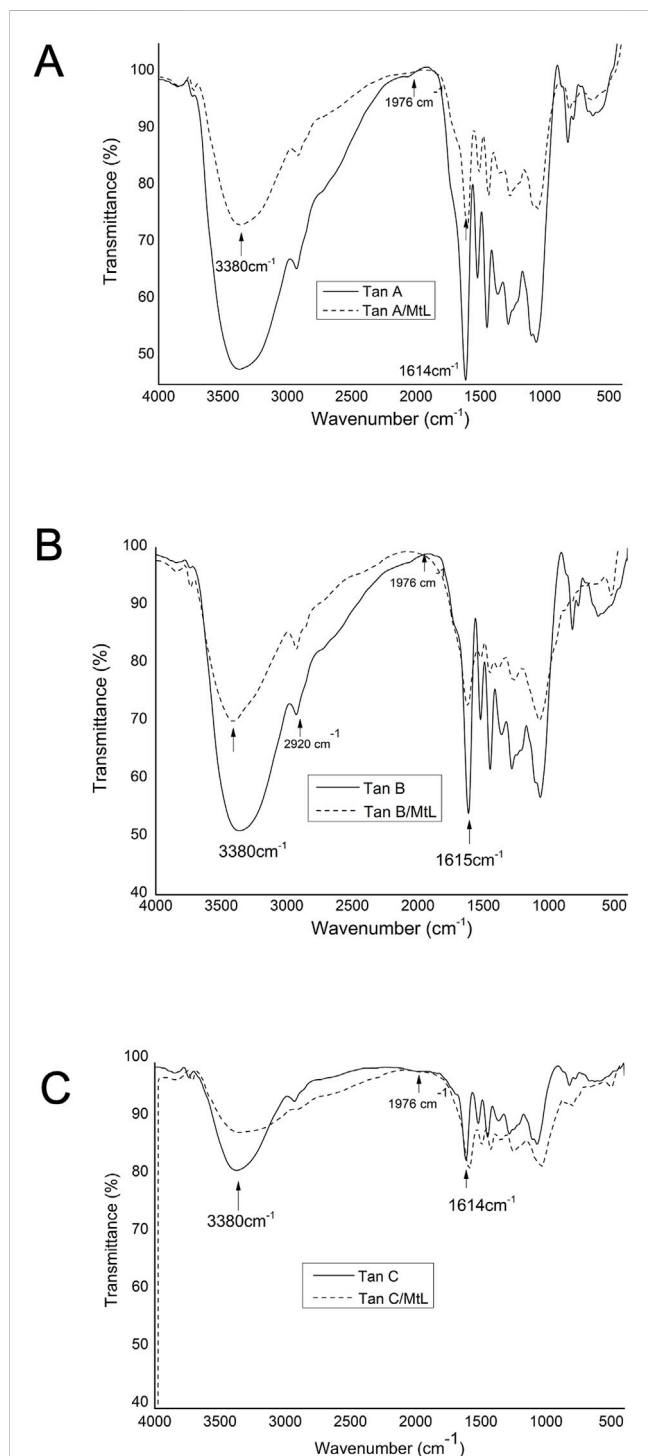 A
100
90
80
70
60
50
Transmittance (%)
1976 cm
3380cm-1
Tan A
Tan A/MtL
1614cm-1
4000 3500 3000 2500 2000 1500 1000 500
Wavenumber (cm-1)
B
100
90
80
70
60
50
40
Transmittance (%)
1976 cm
2920 cm-1
Tan B
Tan B/MtL
3380cm-1
1615cm-1
4000 3500 3000 2500 2000 1500 1000 500
Wavenumber (cm-1)
C
100
90
80
70
60
50
40
Transmittance (%)
1976 cm-1
3380cm-1
1614cm-1
Tan C
Tan C/MtL
4000 3500 3000 2500 2000 1500 1000 500
Wavenumber (cm-1)